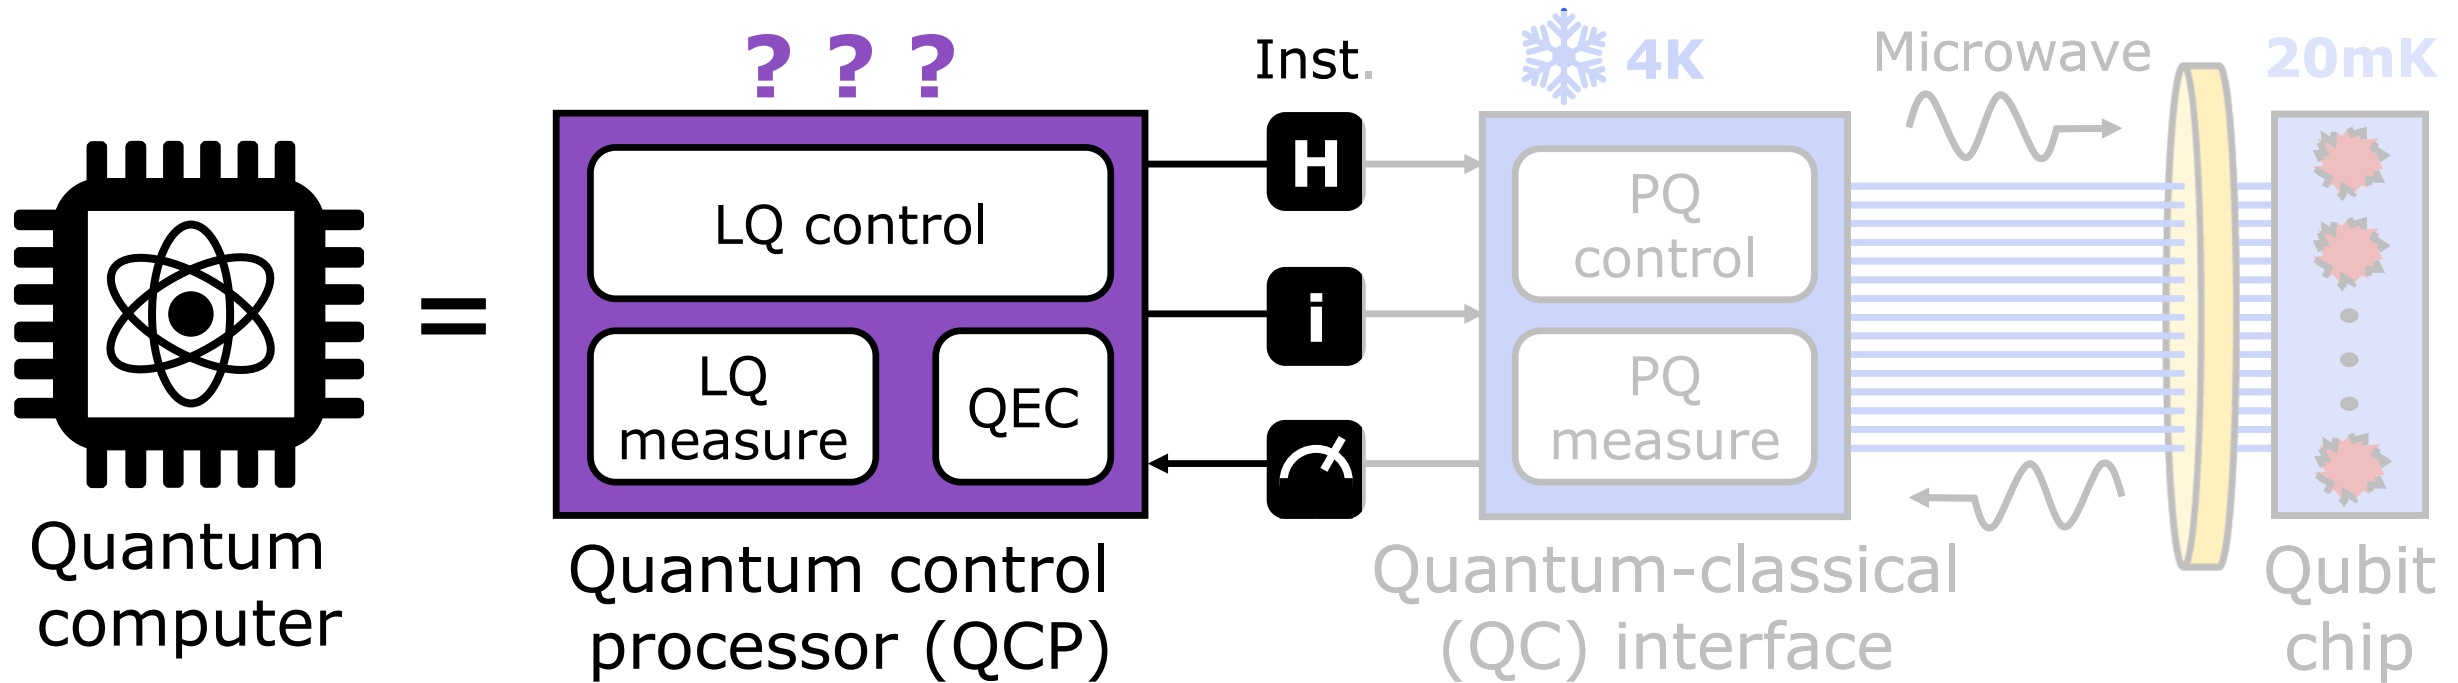 ? ? ?
Inst.
4K
Microwave
20mK
LQ control
H
PQ
control
i
LQ
measure
QEC
PQ
measure
=
Quantum
computer
Quantum control
processor (QCP)
Quantum-classical
(QC) interface
Qubit
chip